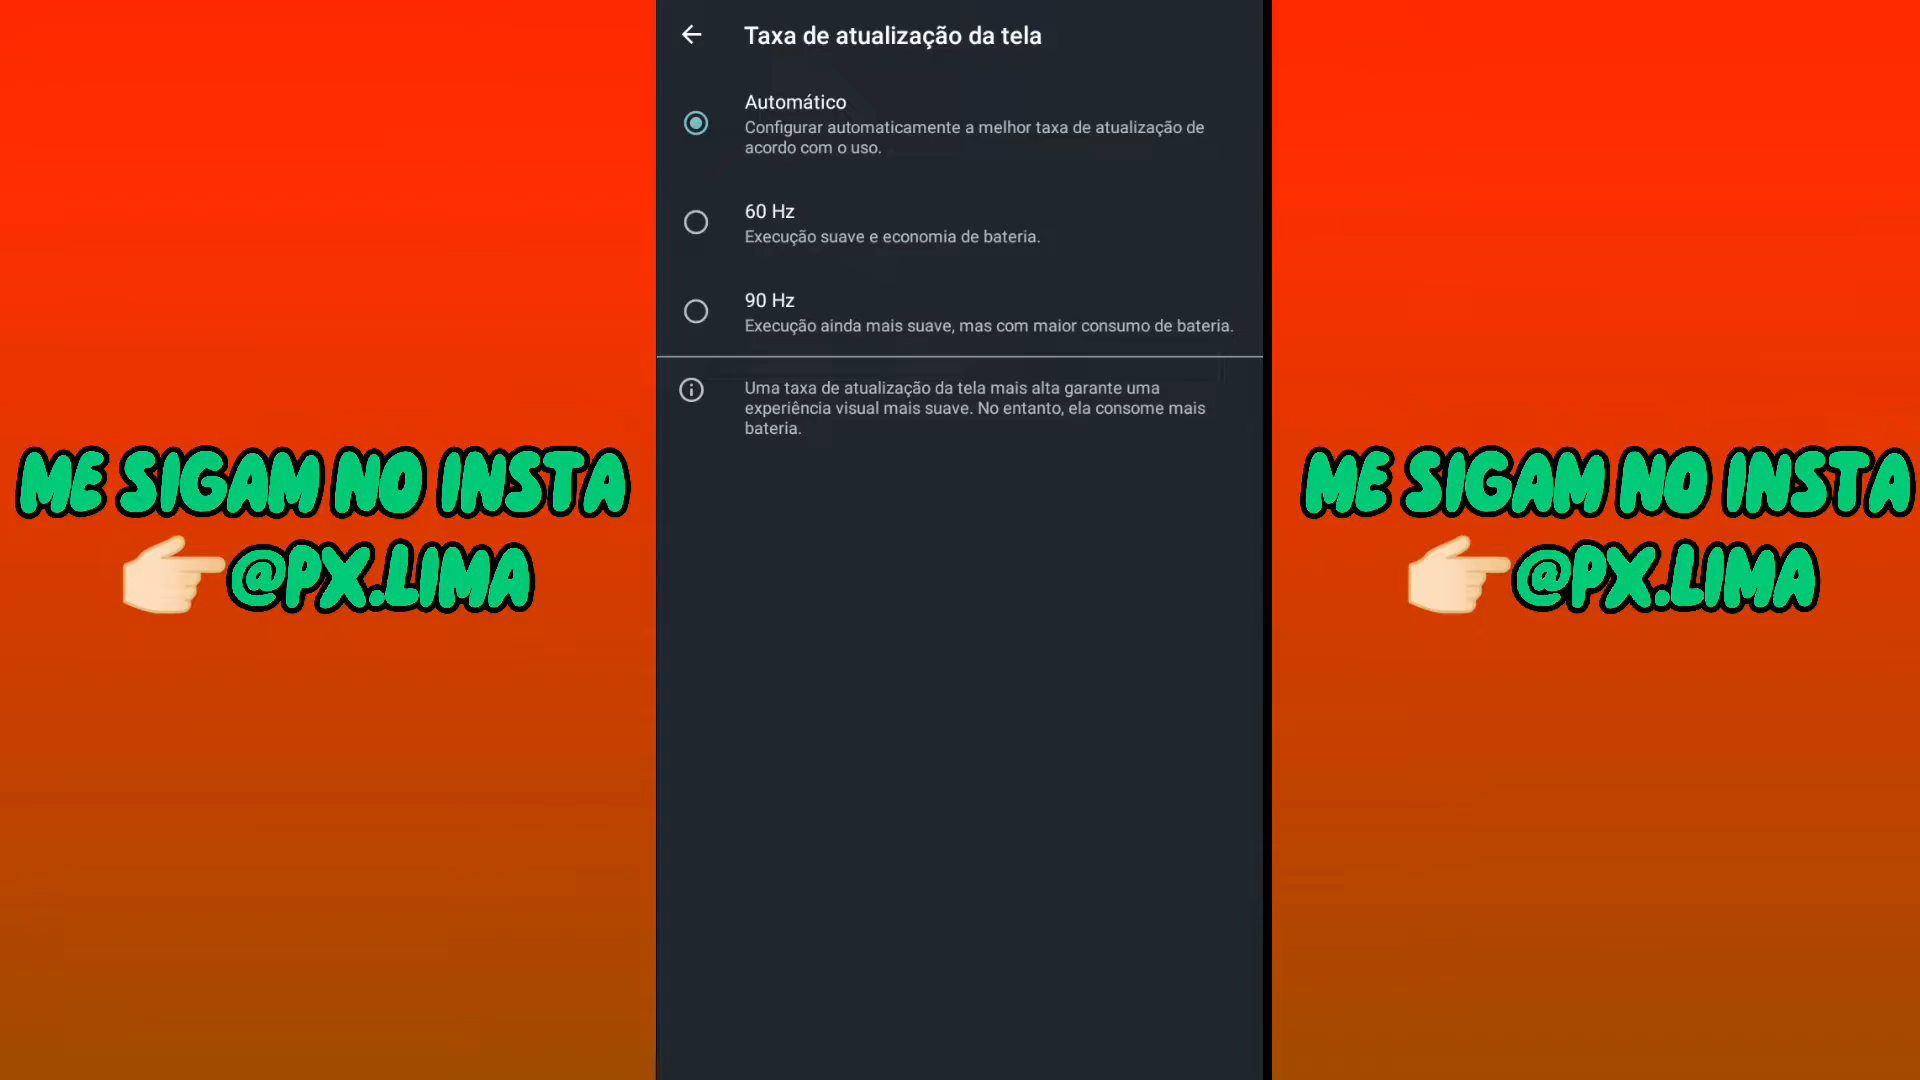 Taxa de atualização da tela
Automático
Configurar automaticamente a melhor taxa de atualização de
acordo com o uso.
60 Hz
Execução suave e economia de bateria.
90 Hz
Execução ainda mais suave, mas com maior consumo de bateria.
Uma taxa de atualização da tela mais alta garante uma
experiência visual mais suave. No entanto, ela consome mais
bateria.
ME SIGAM NO INSTA
@PX.LIMA
ME SIGAM NO INSTA
@PX.LIMA